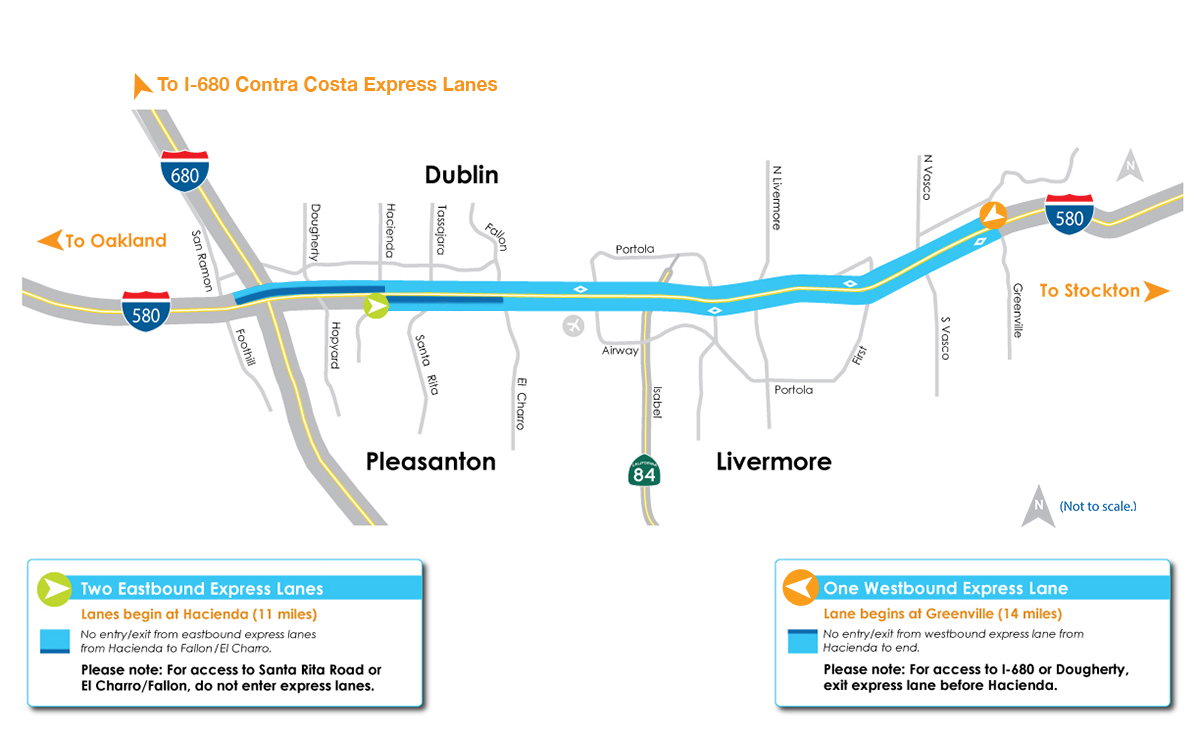 To I-680 Contra Costa Express Lanes
680
Dublin
N Livermore
N Vasco
N
580
To Oakland
San Ramon
Dougherty
Hacienda
Tassajara
Fallon
Portola
To Stockton
580
Foothill
Hopyard
Santa Rita
El Charro
Airway
Isabel
First
Portola
S Vasco
Greenville
Pleasanton
Livermore
CALIFORNIA
84
N
(Not to scale.)
Two Eastbound Express Lanes
Lanes begin at Hacienda (11 miles)
No entry/exit from eastbound express lanes
from Hacienda to Fallon/El Charro.
Please note: For access to Santa Rita Road or
El Charro/Fallon, do not enter express lanes.
One Westbound Express Lane
Lane begins at Greenville (14 miles)
No entry/exit from westbound express lane from
Hacienda to end.
Please note: For access to I-680 or Dougherty,
exit express lane before Hacienda.